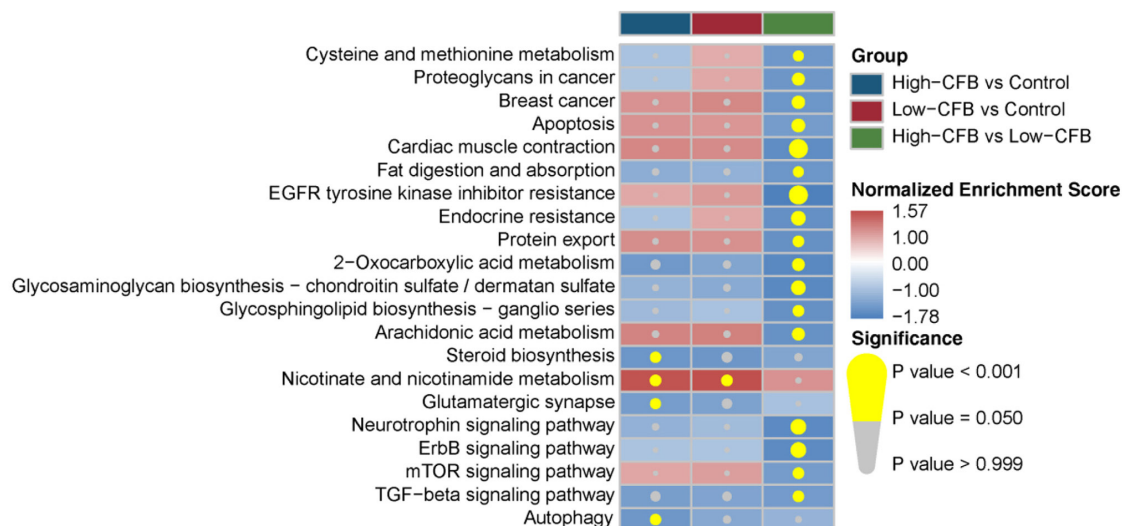 Cysteine and methionine metabolism
Proteoglycans in cancer
Breast cancer
Apoptosis
Cardiac muscle contraction
Fat digestion and absorption
EGFR tyrosine kinase inhibitor resistance
Endocrine resistance
Protein export
2−Oxocarboxylic acid metabolism
Glycosaminoglycan biosynthesis − chondroitin sulfate / dermatan sulfate
Glycosphingolipid biosynthesis − ganglio series
Arachidonic acid metabolism
Steroid biosynthesis
Nicotinate and nicotinamide metabolism
Glutamatergic synapse
Neurotrophin signaling pathway
ErbB signaling pathway
mTOR signaling pathway
TGF−beta signaling pathway
Autophagy
Group
High−CFB vs Control
Low−CFB vs Control
High−CFB vs Low−CFB
Normalized Enrichment Score
1.57
1.00
0.00
−1.00
−1.78
Significance
P value < 0.001
P value = 0.050
P value > 0.999